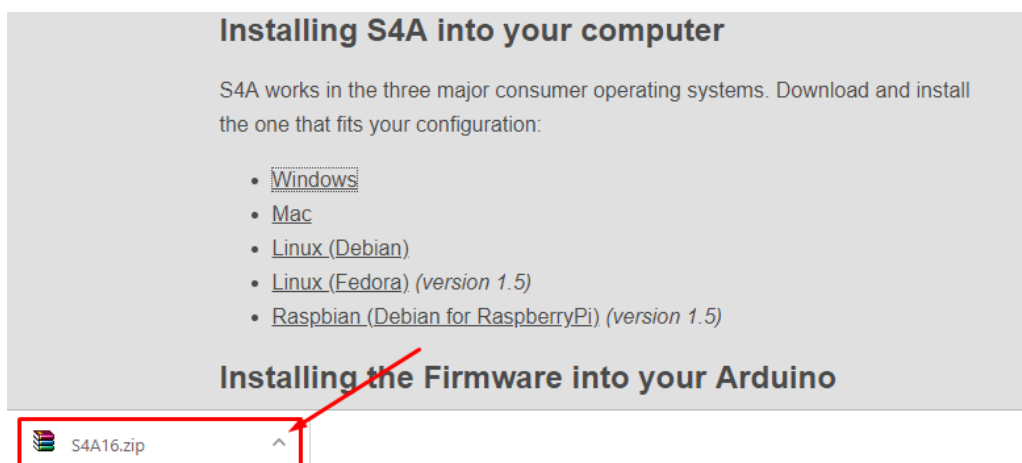 Installing S4A into your computer
S4A works in the three major consumer operating systems. Download and install
the one that fits your configuration:
• Windows
• Mac
• Linux (Debian)
• Linux (Fedora) (version 1.5)
• Raspbian (Debian for RaspberryPi) (version 1.5)
Installing the Firmware into your Arduino
S4A16.zip